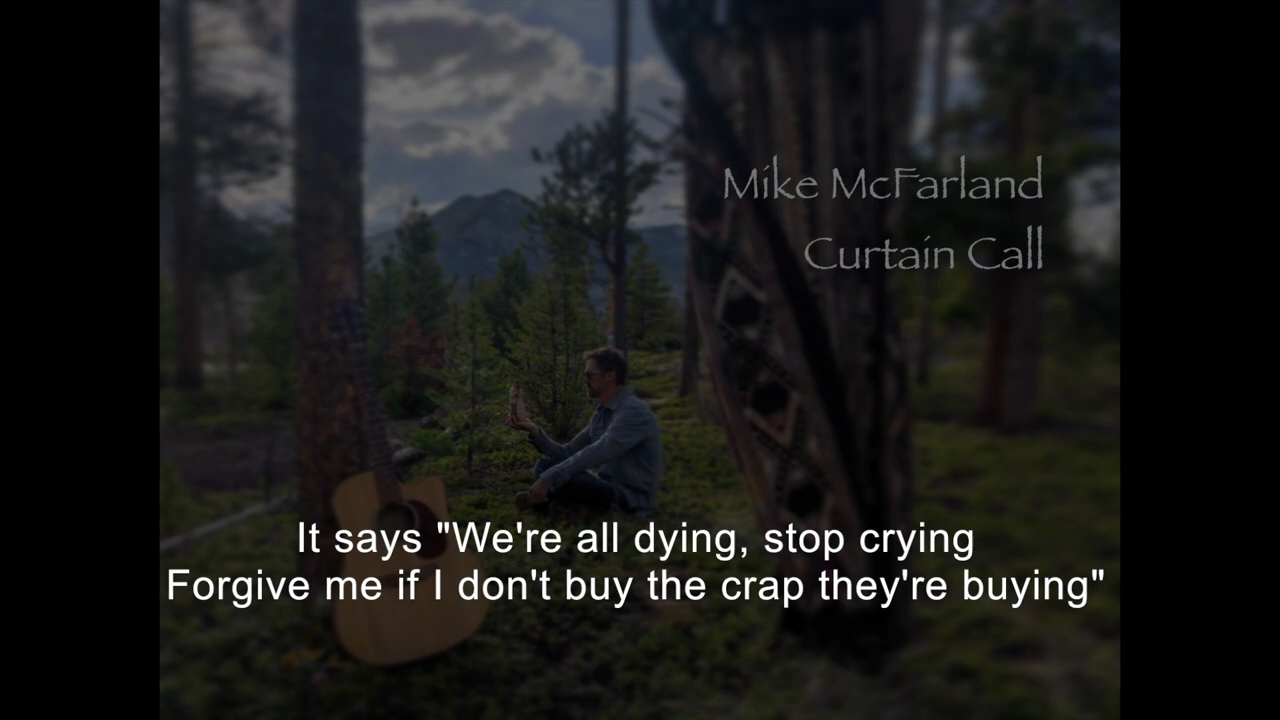 Mike McFarland
Curtain Call
It says "We're all dying, stop crying
Forgive me if I don't buy the crap they're buying"